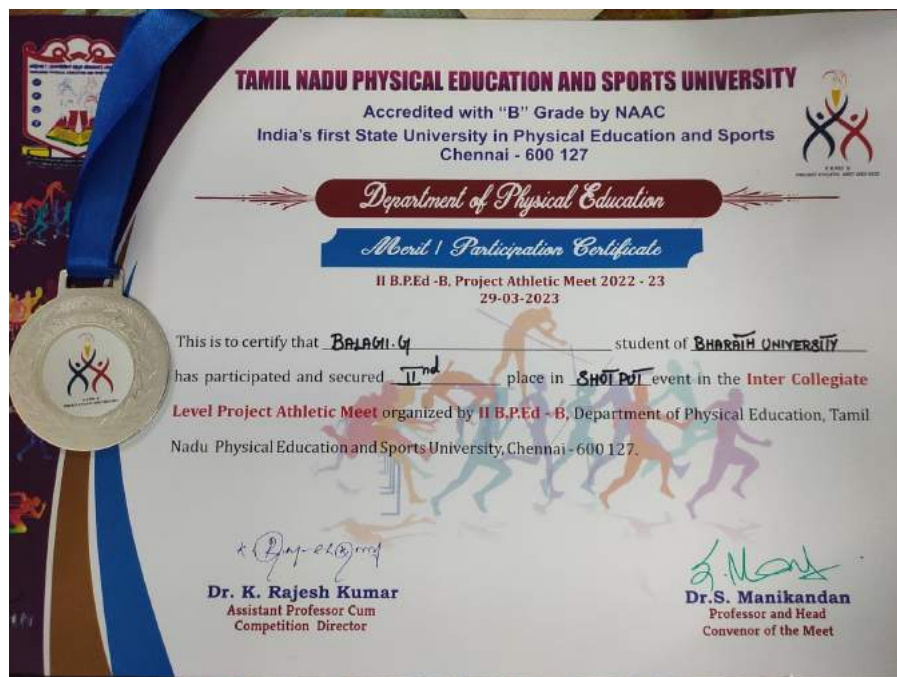 TAMIL NADU PHYSICAL EDUCATION AND SPORTS UNIVERSITY
Accredited with "B" Grade by NAAC
India's first State University in Physical Education and Sports
Chennai - 600 127
Department of Physical Education
Merit / Participation Certificate
II B.P.Ed -B, Project Athletic Meet 2022 - 23
29-03-2023
This is to certify that BALAGII.G student of BHARATH UNIVERSITY
has participated and secured IInd place in SHOT PUT event in the Inter Collegiate
Level Project Athletic Meet organized by II B.P.Ed - B, Department of Physical Education, Tamil
Nadu Physical Education and Sports University, Chennai - 600 127.
Dr. K. Rajesh Kumar
Assistant Professor Cum
Competition Director
Dr.S. Manikandan
Professor and Head
Convenor of the Meet